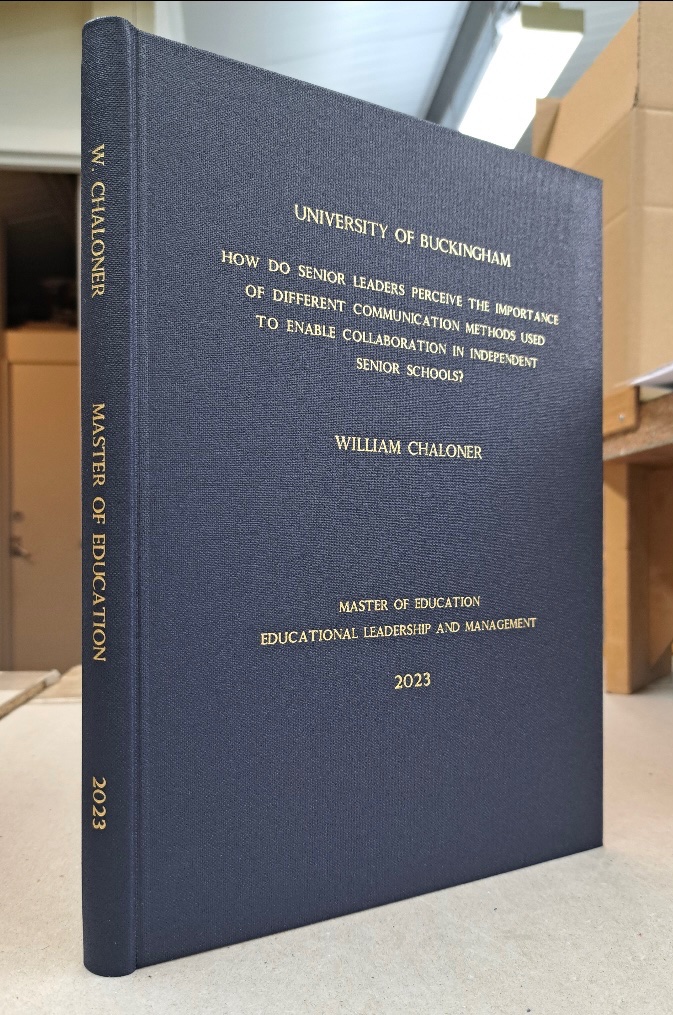 W. CHALONER
MASTER OF EDUCATION
2023
UNIVERSITY OF BUCKINGHAM
HOW DO SENIOR LEADERS PERCEIVE THE IMPORTANCE
OF DIFFERENT COMMUNICATION METHODS USED
TO ENABLE COLLABORATION IN INDEPENDENT
SENIOR SCHOOLS?
WILLIAM CHALONER
MASTER OF EDUCATION
EDUCATIONAL LEADERSHIP AND MANAGEMENT
2023